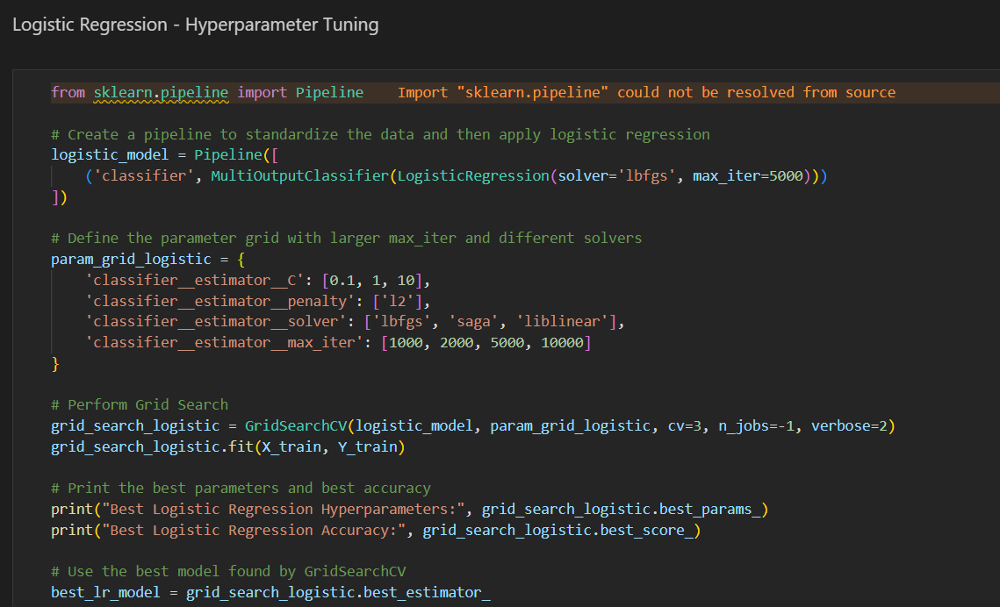 Logistic Regression - Hyperparameter Tuning
from sklearn.pipeline import Pipeline    Import "sklearn.pipeline" could not be resolved from source
# Create a pipeline to standardize the data and then apply logistic regression
logistic_model = Pipeline([
    ('classifier', MultiOutputClassifier(LogisticRegression(solver='lbfgs', max_iter=5000)))
])
# Define the parameter grid with larger max_iter and different solvers
param_grid_logistic = {
    'classifier__estimator__C': [0.1, 1, 10],
    'classifier__estimator__penalty': ['l2'],
    'classifier__estimator__solver': ['lbfgs', 'saga', 'liblinear'],
    'classifier__estimator__max_iter': [1000, 2000, 5000, 10000]
}
# Perform Grid Search
grid_search_logistic = GridSearchCV(logistic_model, param_grid_logistic, cv=3, n_jobs=-1, verbose=2)
grid_search_logistic.fit(X_train, Y_train)
# Print the best parameters and best accuracy
print("Best Logistic Regression Hyperparameters:", grid_search_logistic.best_params_)
print("Best Logistic Regression Accuracy:", grid_search_logistic.best_score_)
# Use the best model found by GridSearchCV
best_lr_model = grid_search_logistic.best_estimator_